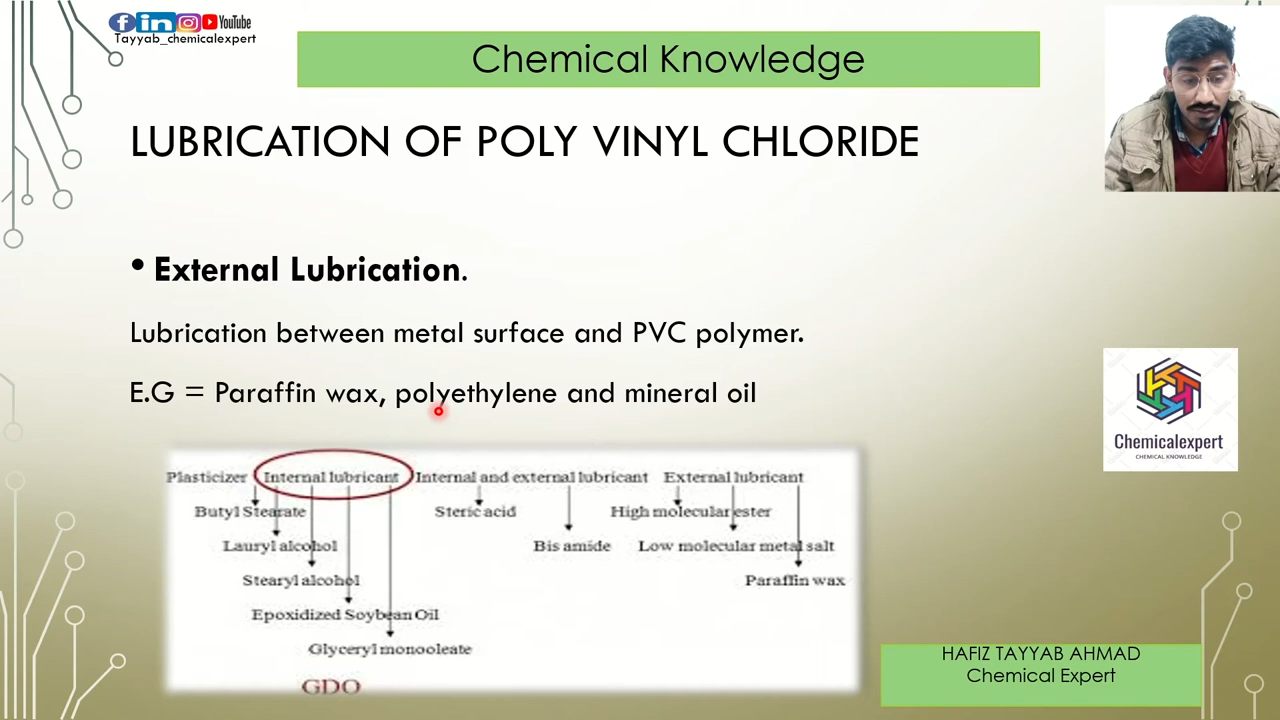 f in YouTube
Tayyab_chemicalexpert
Chemical Knowledge
LUBRICATION OF POLY VINYL CHLORIDE
• External Lubrication.
Lubrication between metal surface and PVC polymer.
E.G = Paraffin wax, polyethylene and mineral oil
Chemicalexpert
CHEMICAL KNOWLEDGE
Plasticizer Internal lubricant Internal and external lubricant External lubricant
Butyl Stearate Steric acid High molecular ester
Lauryl alcohol Bis amide Low molecular metal salt
Stearyl alcohol Paraffin wax
Epoxidized Soybean Oil
Glyceryl monooleate
GDO
HAFIZ TAYYAB AHMAD
Chemical Expert